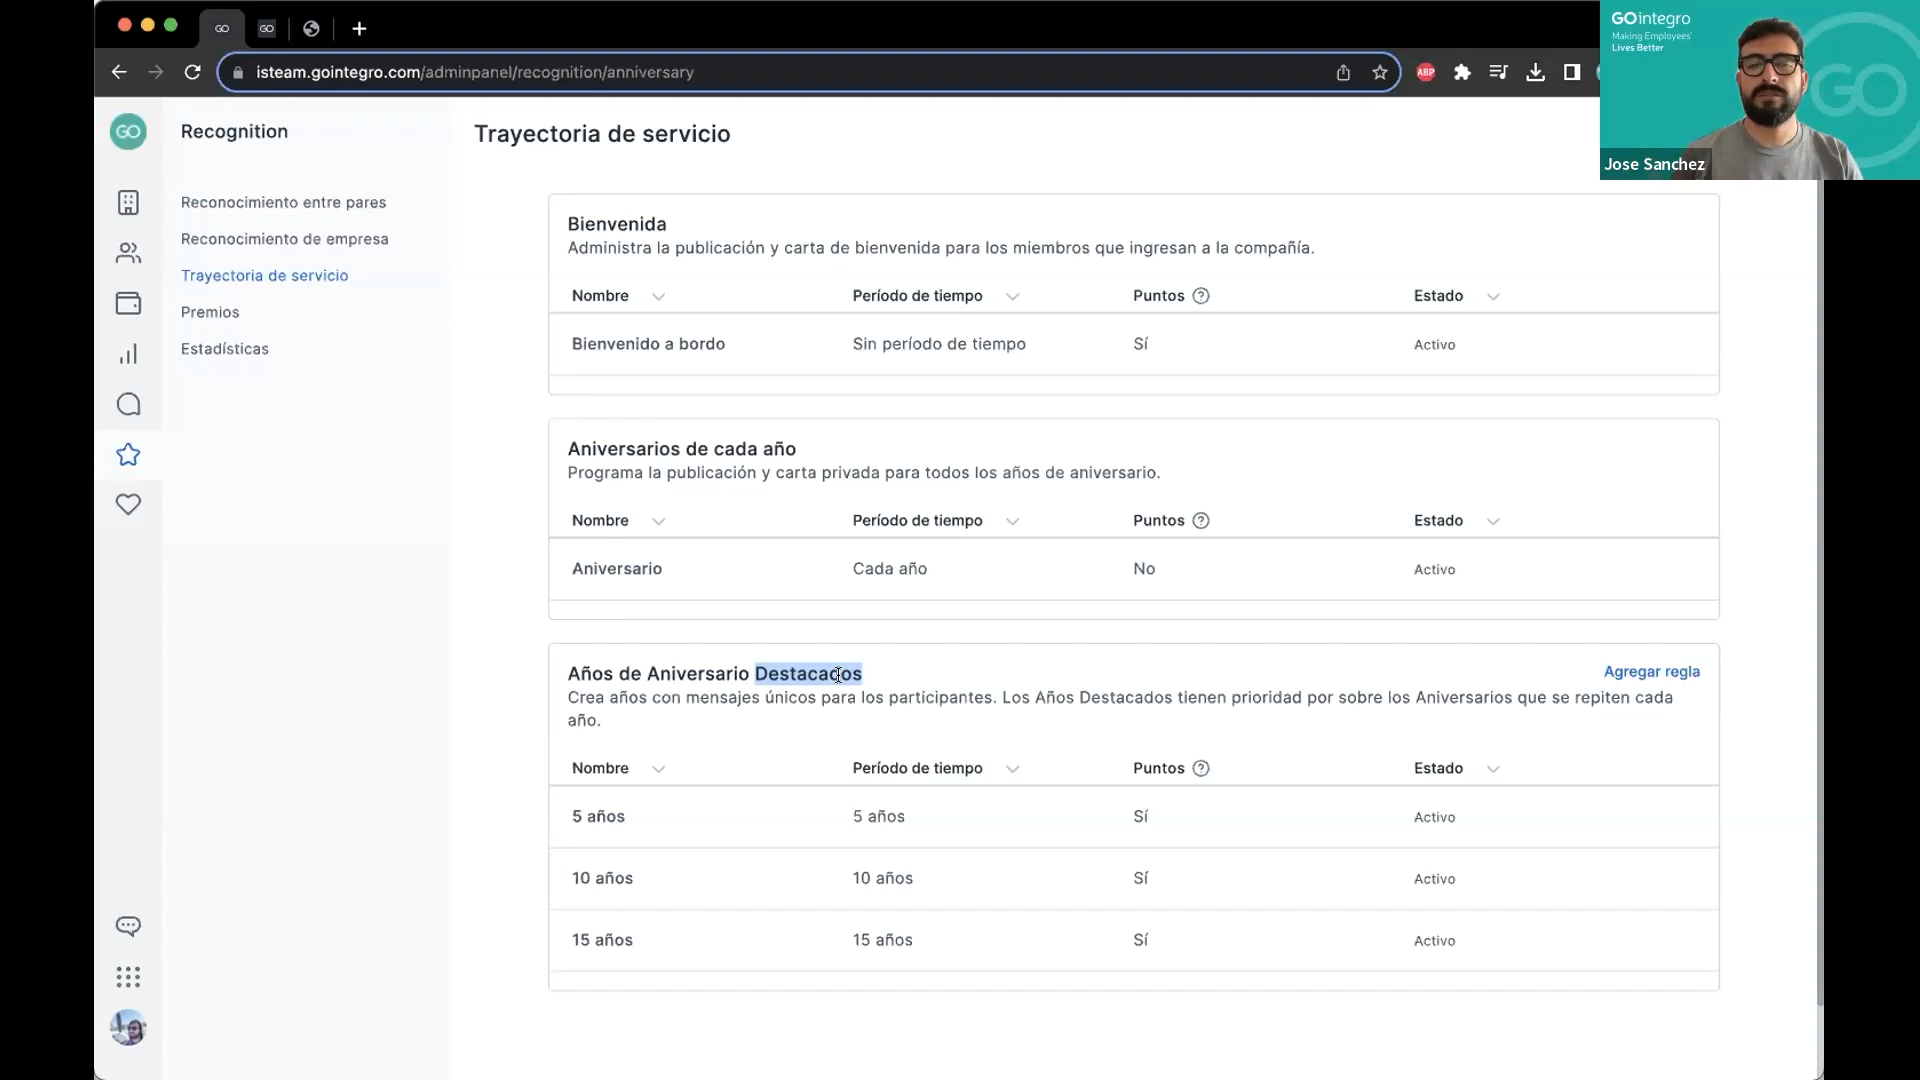 GO
GO
isteam.gointegro.com/adminpanel/recognition/anniversary
ABP
GOintegro
Making Employees'
Lives Better
GO
Jose Sanchez
GO
Recognition
Reconocimiento entre pares
Reconocimiento de empresa
Trayectoria de servicio
Premios
Estadísticas
Trayectoria de servicio
Bienvenida
Administra la publicación y carta de bienvenida para los miembros que ingresan a la compañía.
Nombre Período de tiempo Puntos ? Estado
Bienvenido a bordo Sin período de tiempo Sí Activo
Aniversarios de cada año
Programa la publicación y carta privada para todos los años de aniversario.
Nombre Período de tiempo Puntos ? Estado
Aniversario Cada año No Activo
Años de Aniversario Destacados Agregar regla
Crea años con mensajes únicos para los participantes. Los Años Destacados tienen prioridad por sobre los Aniversarios que se repiten cada
año.
Nombre Período de tiempo Puntos ? Estado
5 años 5 años Sí Activo
10 años 10 años Sí Activo
15 años 15 años Sí Activo